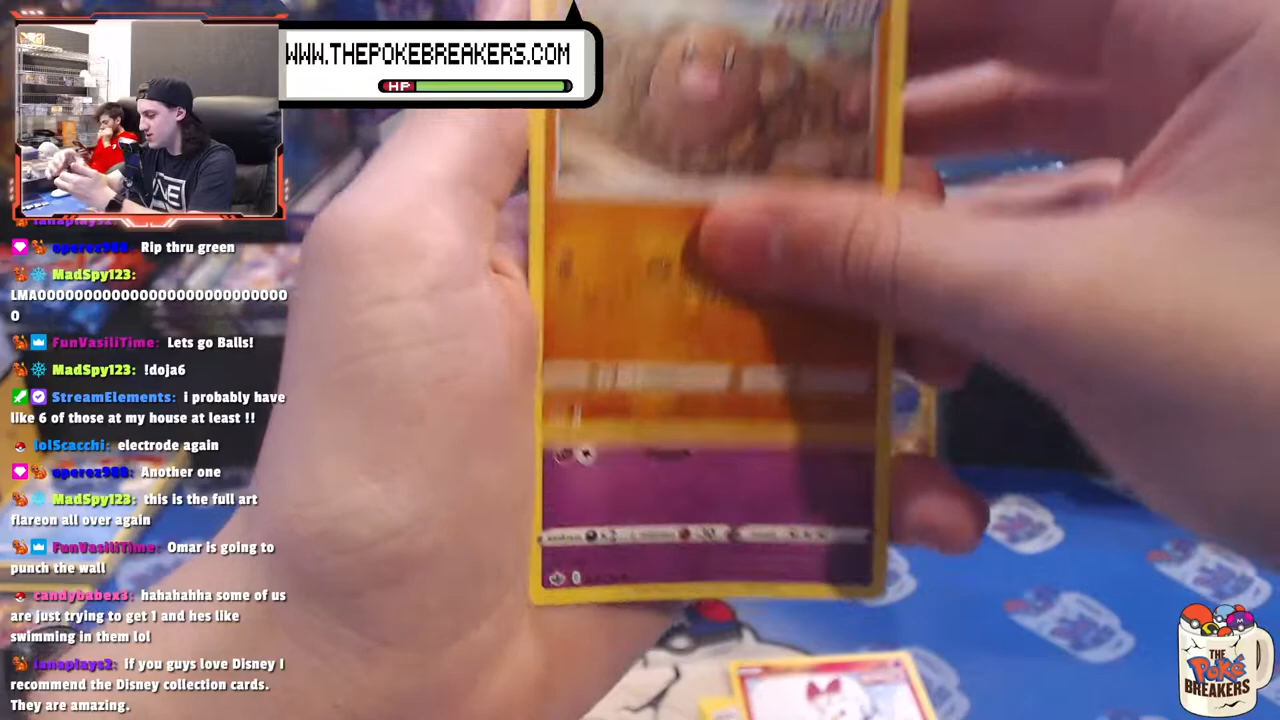 WWW.THEPOKEBREAKERS.COM
HP
lanaplays2:
operez988: Rip thru green
MadSpy123:
LMAOOOOOOOOOOOOOOOOOOOOOOOOOO
O
FunVasiliTime: Lets go Balls!
MadSpy123: !doja6
StreamElements: i probably have
like 6 of those at my house at least !!
lolScacchi: electrode again
operez988: Another one
MadSpy123: this is the full art
flareon all over again
FunVasiliTime: Omar is going to
punch the wall
candybabex3: hahahahha some of us
are just trying to get 1 and hes like
swimming in them lol
lanaplays2: If you guys love Disney I
recommend the Disney collection cards.
They are amazing.
THE
Poké
BREAKERS